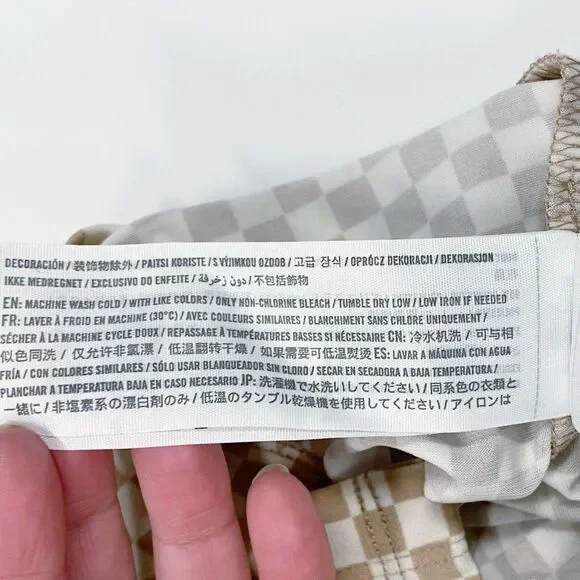 DECORACIÓN / 装飾物除外 / PAITSI KORISTE / S VÝJIMKOU OZDOB / 고급 장식 / OPRÓCZ DEKORACJI / DEKORASJON
IKKE MEDREGNET / EXCLUSIVO DO ENFEITE / دون زخرفة / 不包括飾物
EN: MACHINE WASH COLD / WITH LIKE COLORS / ONLY NON-CHLORINE BLEACH / TUMBLE DRY LOW / LOW IRON IF NEEDED
FR: LAVER À FROID EN MACHINE (30°C) / AVEC COULEURS SIMILAIRES / BLANCHIMENT SANS CHLORE UNIQUEMENT /
SÉCHER À LA MACHINE CYCLE DOUX / REPASSAGE À TEMPÉRATURES BASSES SI NÉCESSAIRE CN: 冷水机洗 / 可与相
似色同洗 / 仅允许非氯漂 / 低温翻转干燥 / 如果需要可低温熨烫 ES: LAVAR A MÁQUINA CON AGUA
FRÍA / CON COLORES SIMILARES / SÓLO USAR BLANQUEADOR SIN CLORO / SECAR EN SECADORA A BAJA TEMPERATURA /
PLANCHAR A TEMPERATURA BAJA EN CASO NECESARIO JP: 洗濯機で水洗いしてください / 同系色の衣類と
一緒に / 非塩素系の漂白剤のみ / 低温のタンブル乾燥機を使用してください / アイロンは